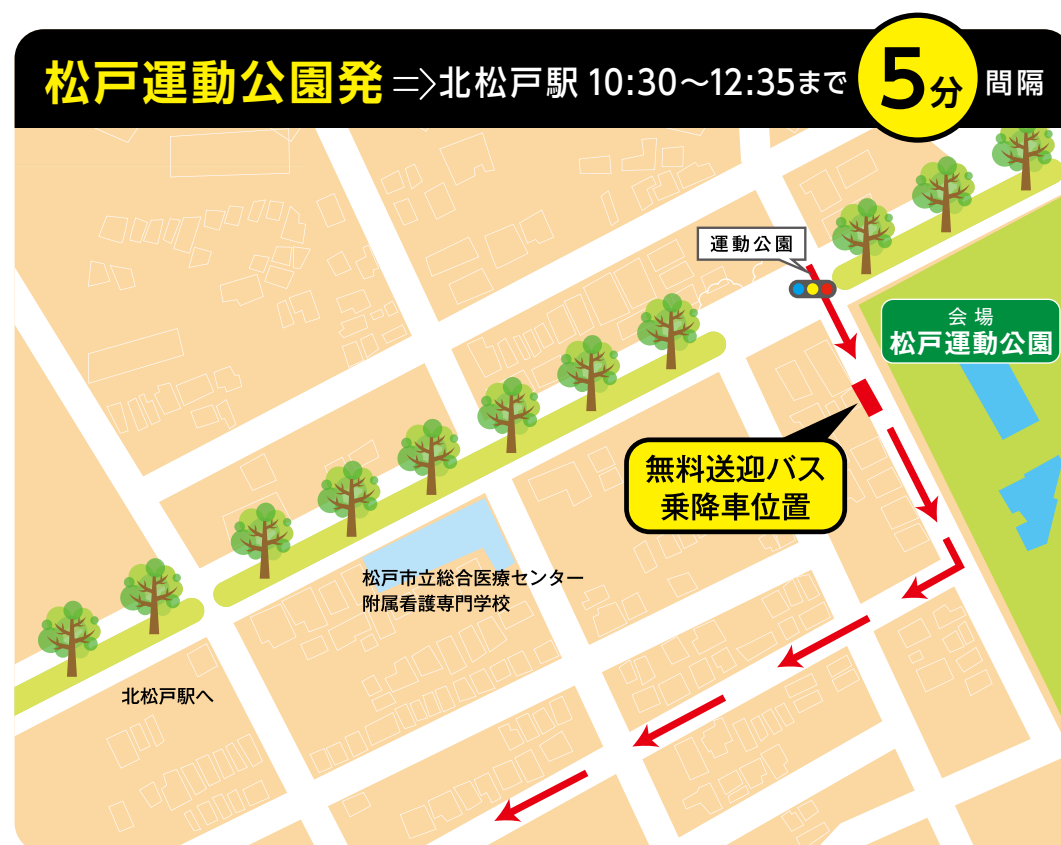 松戸運動公園発⇒北松戸駅 10:30〜12:35まで 5分 間隔
運動公園
会場
松戸運動公園
無料送迎バス
乗降車位置
松戸市立総合医療センター
附属看護専門学校
北松戸駅へ